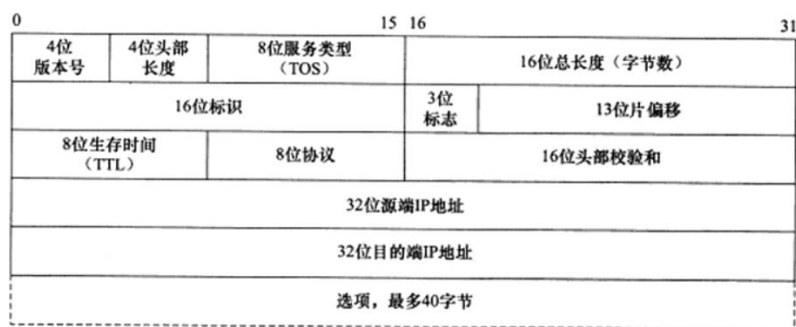 0 15 16 31
4位 4位头部 8位服务类型 16位总长度（字节数）
版本号 长度 （TOS）
16位标识 3位 13位片偏移
标志
8位生存时间 8位协议 16位头部校验和
（TTL）
32位源端IP地址
32位目的端IP地址
选项，最多40字节